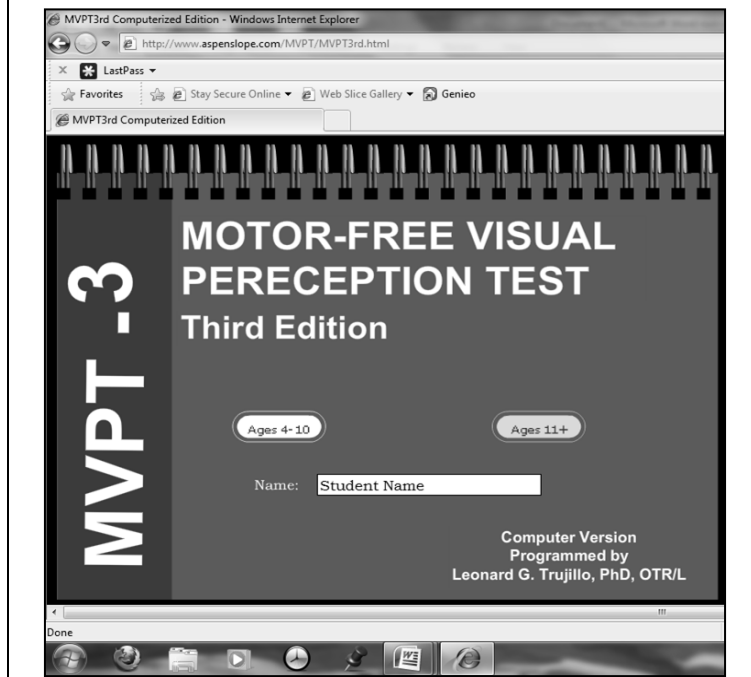 MVPT3rd Computerized Edition - Windows Internet Explorer
http://www.aspenslope.com/MVPT/MVPT3rd.html
x LastPass
Favorites Stay Secure Online Web Slice Gallery Genieo
MVPT3rd Computerized Edition
MVPT -3
MOTOR-FREE VISUAL
PERECEPTION TEST
Third Edition
Ages 4-10 Ages 11+
Name: Student Name
Computer Version
Programmed by
Leonard G. Trujillo, PhD, OTR/L
Done